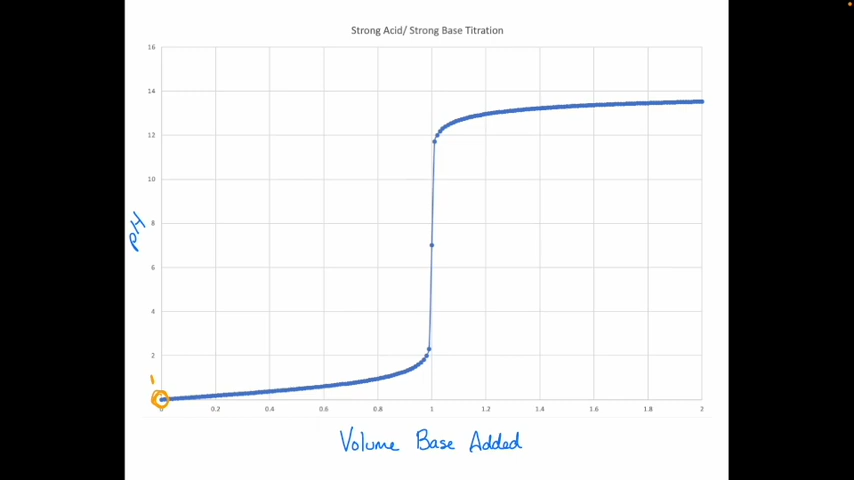 Strong Acid/ Strong Base Titration
16
14
12
10
8
6
4
2
0
0.2 0.4 0.6 0.8 1 1.2 1.4 1.6 1.8 2
pH
Volume Base Added